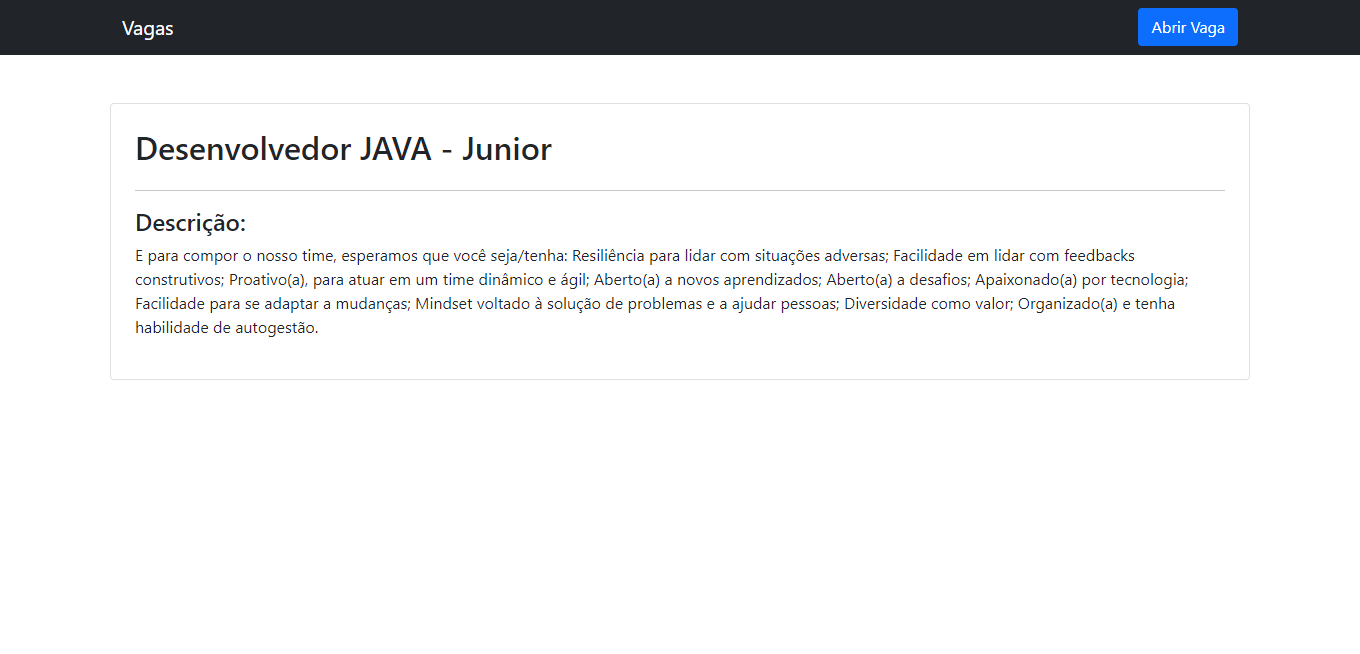 Vagas
Abrir Vaga
Desenvolvedor JAVA - Junior
Descrição:
E para compor o nosso time, esperamos que você seja/tenha: Resiliência para lidar com situações adversas; Facilidade em lidar com feedbacks
construtivos; Proativo(a), para atuar em um time dinâmico e ágil; Aberto(a) a novos aprendizados; Aberto(a) a desafios; Apaixonado(a) por tecnologia;
Facilidade para se adaptar a mudanças; Mindset voltado à solução de problemas e a ajudar pessoas; Diversidade como valor; Organizado(a) e tenha
habilidade de autogestão.